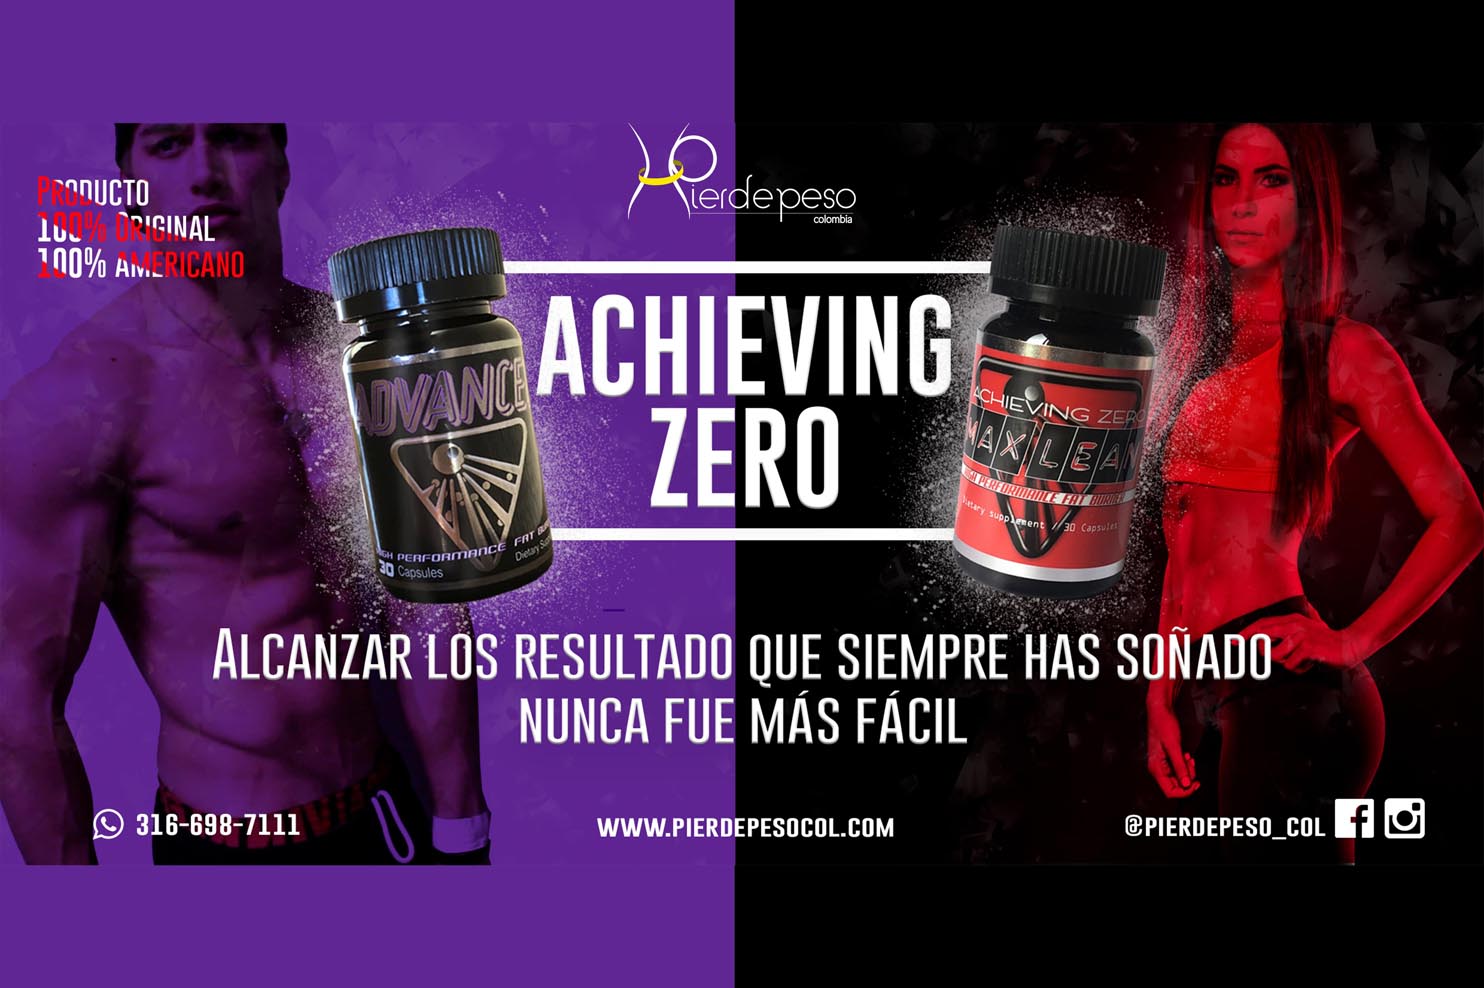 Producto
100% Original
100% americano
Pierdepeso
colombia
ACHIEVING
ZERO
ADVANCE
HIGH PERFORMANCE FAT BU
Dietary Su
30 Capsules
ACHIEVING ZERO
MAXLEAN
HIGH PERFORMANCE FAT BURNER
Dietary supplement / 30 Capsules
Alcanzar los resultado que siempre has soñado
nunca fue más fácil
316-698-7111
www.pierdepesocol.com
@pierdepeso_col